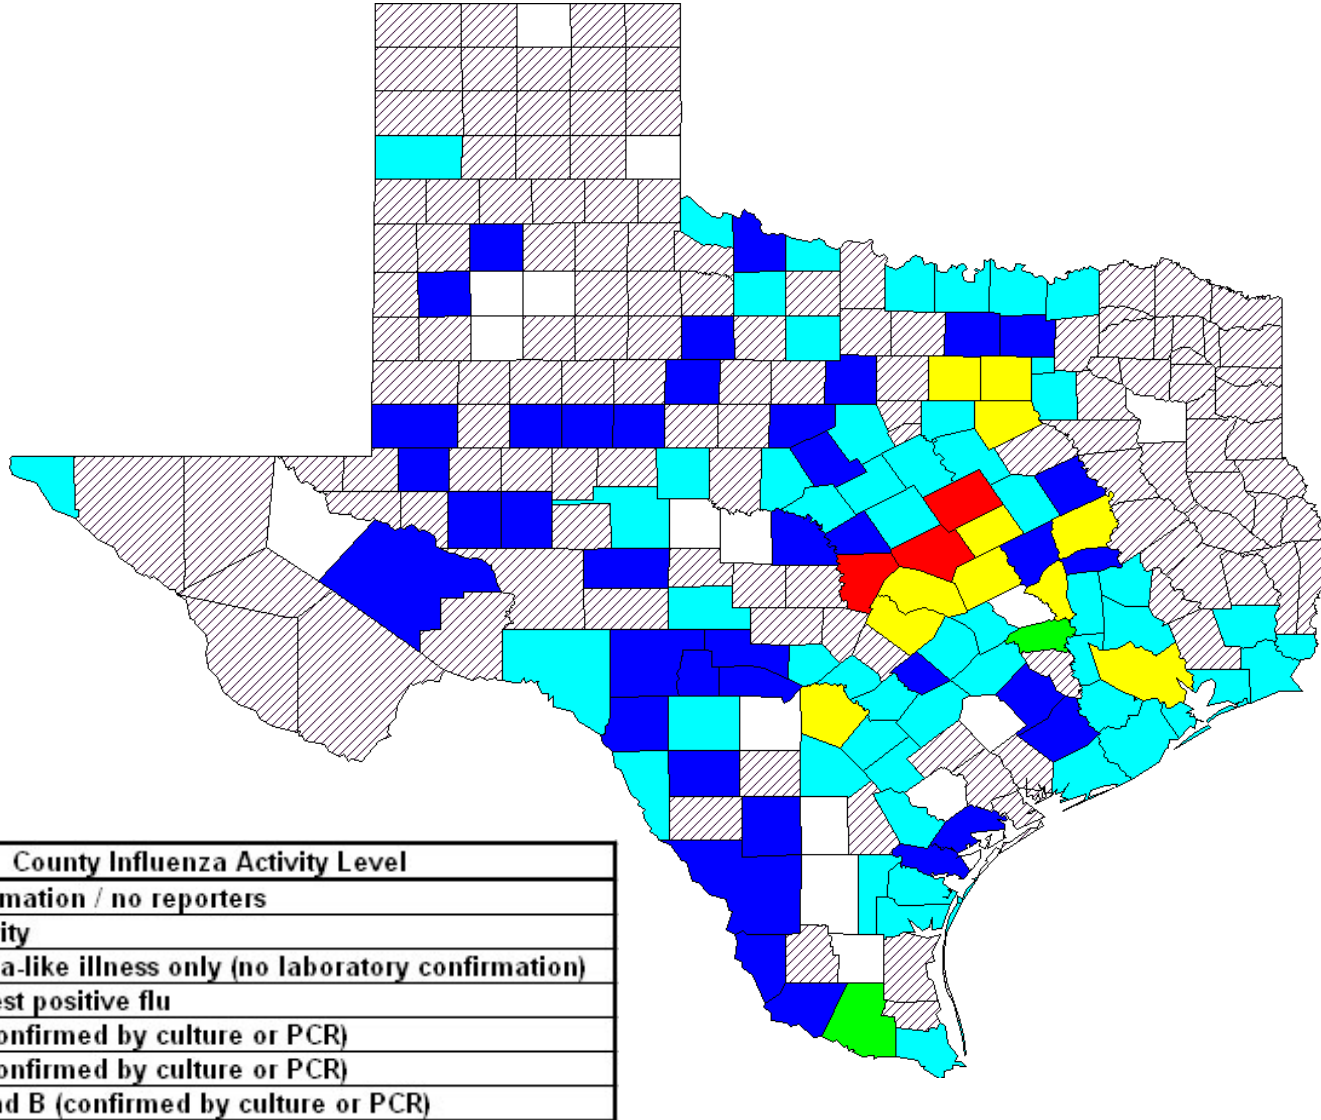 County Influenza Activity Level
mation / no reporters
ity
a-like illness only (no laboratory confirmation)
est positive flu
onfirmed by culture or PCR)
onfirmed by culture or PCR)
nd B (confirmed by culture or PCR)